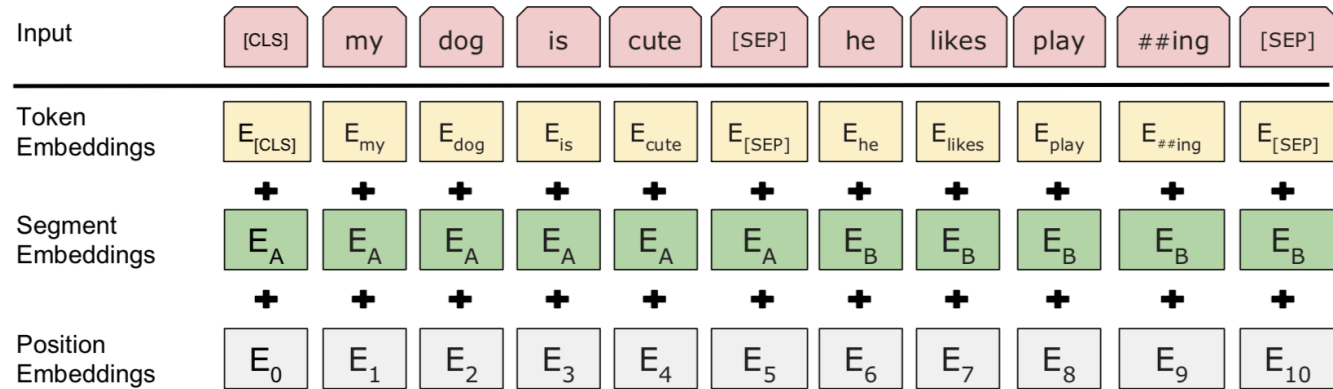 Input [CLS] my dog is cute [SEP] he likes play ##ing [SEP]
Token Embeddings E[CLS] Emy Edog Eis Ecute E[SEP] Ehe Elikes Eplay E##ing E[SEP]
+ + + + + + + + + + +
Segment Embeddings EA EA EA EA EA EA EB EB EB EB EB
+ + + + + + + + + + +
Position Embeddings E0 E1 E2 E3 E4 E5 E6 E7 E8 E9 E10